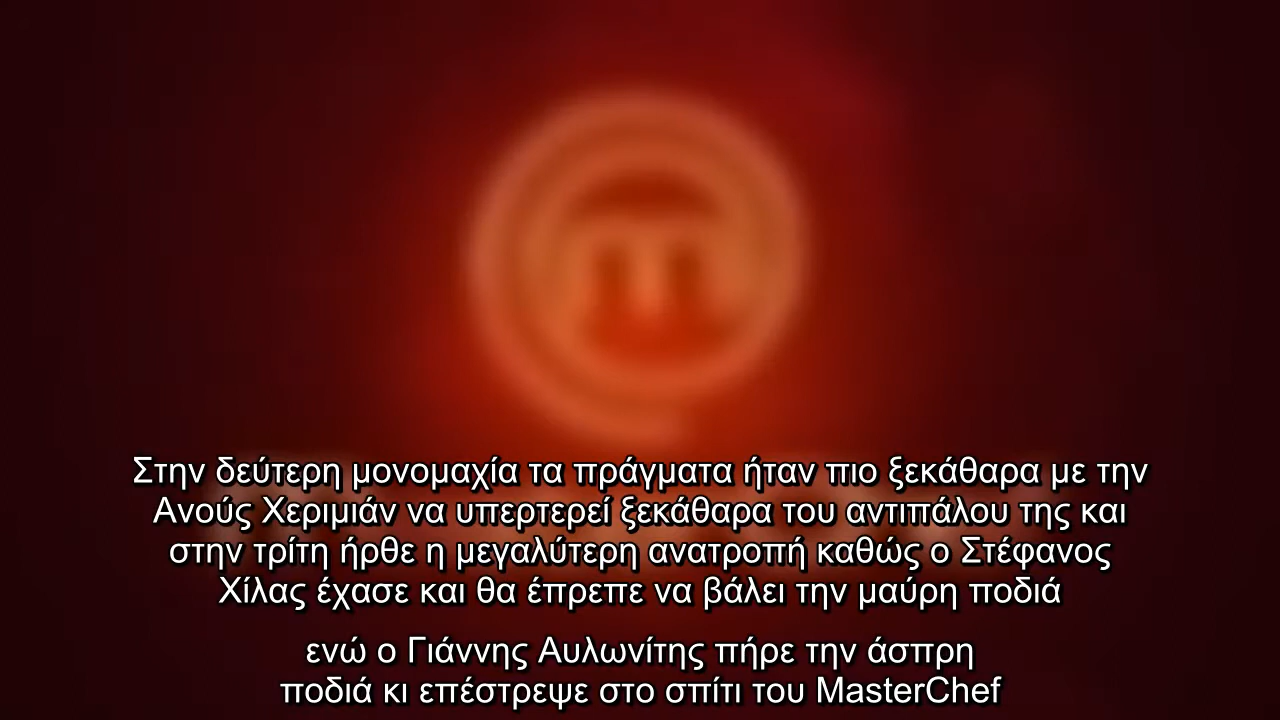 Στην δεύτερη μονομαχία τα πράγματα ήταν πιο ξεκάθαρα με την
Ανούς Χεριμιάν να υπερτερεί ξεκάθαρα του αντιπάλου της και
στην τρίτη ήρθε η μεγαλύτερη ανατροπή καθώς ο Στέφανος
Χίλας έχασε και θα έπρεπε να βάλει την μαύρη ποδιά
ενώ ο Γιάννης Αυλωνίτης πήρε την άσπρη
ποδιά κι επέστρεψε στο σπίτι του MasterChef